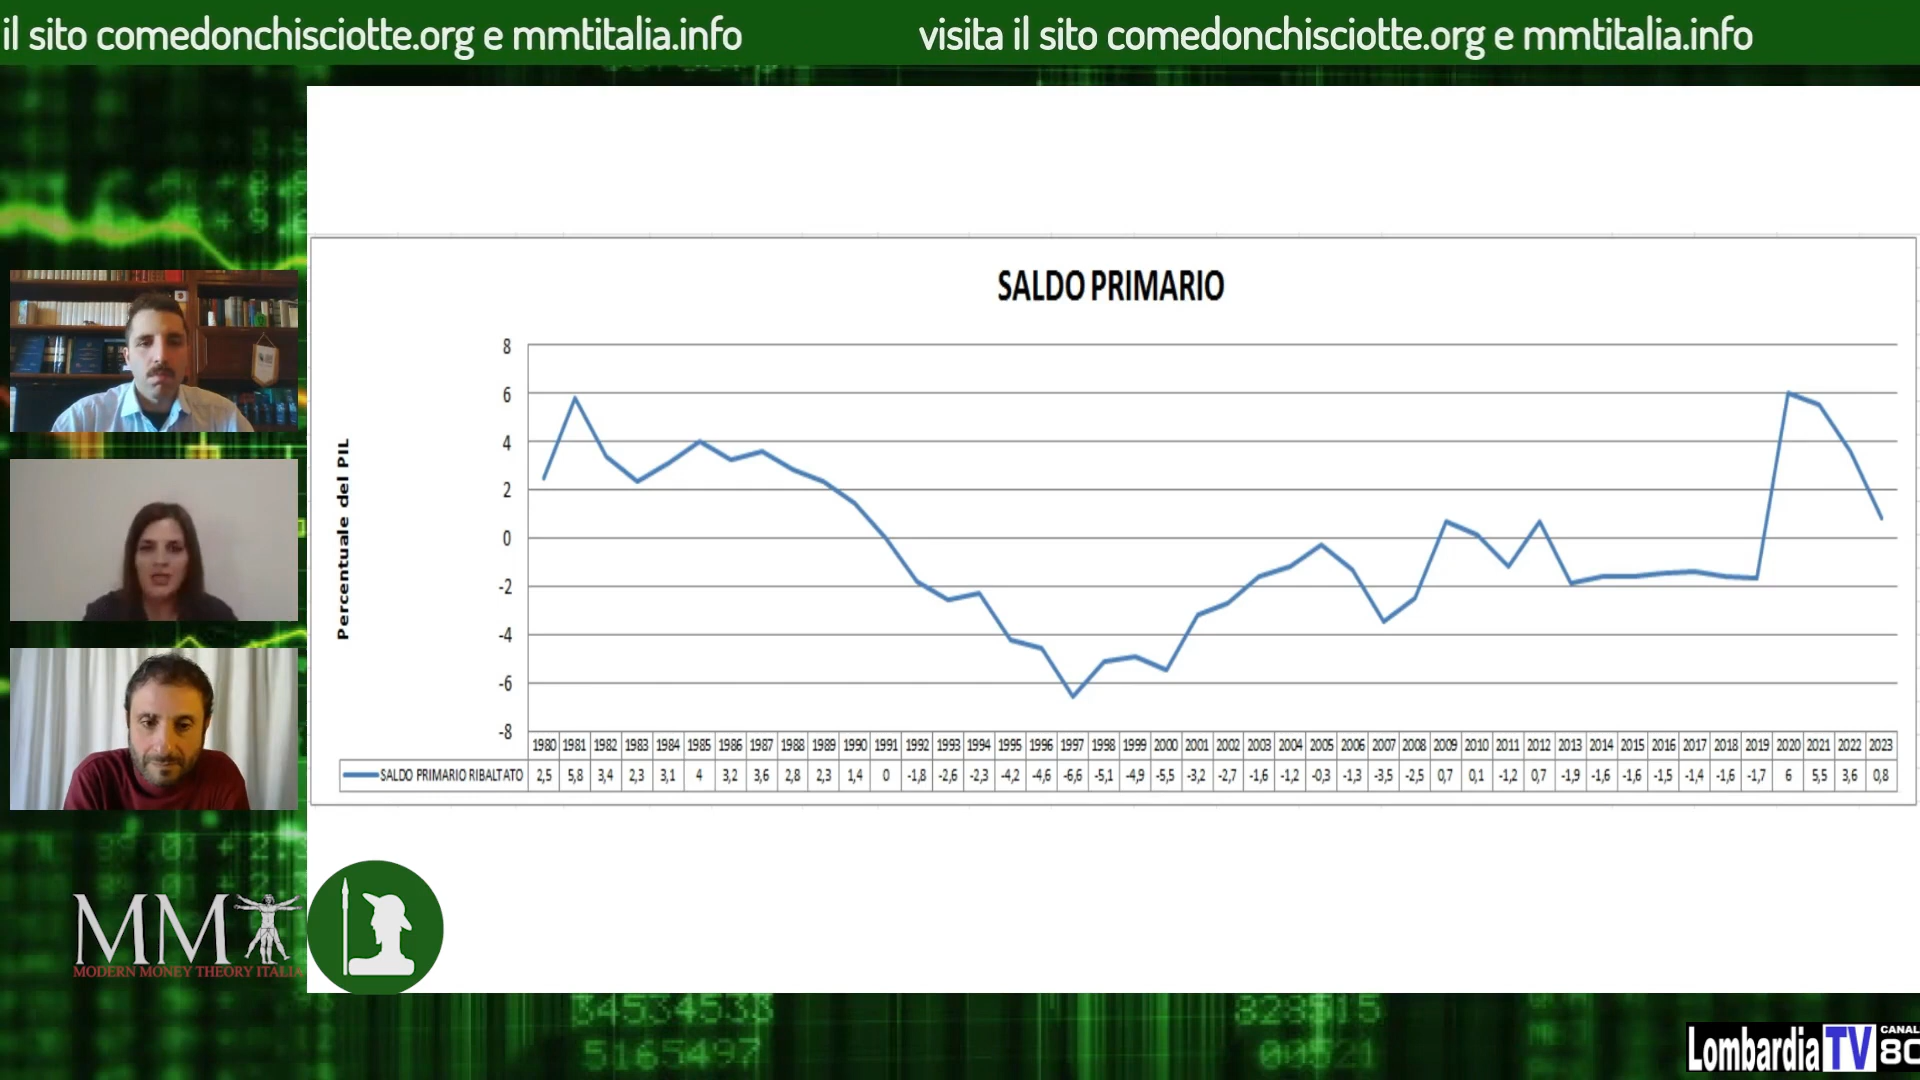 il sito comedonchisciotte.org e mmtitalia.info
visita il sito comedonchisciotte.org e mmtitalia.info
SALDO PRIMARIO
Percentuale del PIL
8
6
4
2
0
-2
-4
-6
-8
1980 1981 1982 1983 1984 1985 1986 1987 1988 1989 1990 1991 1992 1993 1994 1995 1996 1997 1998 1999 2000 2001 2002 2003 2004 2005 2006 2007 2008 2009 2010 2011 2012 2013 2014 2015 2016 2017 2018 2019 2020 2021 2022 2023
SALDO PRIMARIO RIBALTATO 2,5 5,8 3,4 2,3 3,1 4 3,2 3,6 2,8 2,3 1,4 0 -1,8 -2,6 -2,3 -4,2 -4,6 -6,6 -5,1 -4,9 -5,5 -3,2 -2,7 -1,6 -1,2 -0,3 -1,3 -3,5 -2,5 0,7 0,1 -1,2 0,7 -1,9 -1,6 -1,6 -1,5 -1,4 -1,6 -1,7 6 5,5 3,6 0,8
MMT
MODERN MONEY THEORY ITALIA
34534533
5165497
828515
LombardiaTV CANAL
80